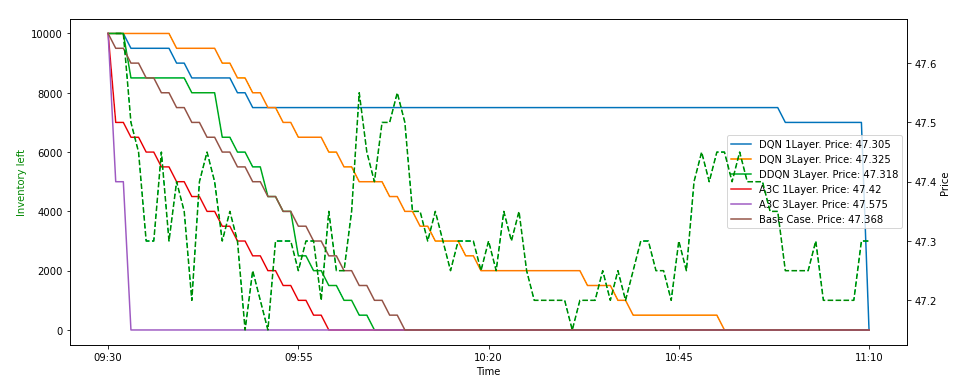 10000
8000
6000
4000
2000
0
Inventory left
47.6
47.5
47.4
47.3
47.2
Price
DQN 1Layer. Price: 47.305
DQN 3Layer. Price: 47.325
DDQN 3Layer. Price: 47.318
A3C 1Layer. Price: 47.42
A3C 3Layer. Price: 47.575
Base Case. Price: 47.368
09:30 09:55 10:20 10:45 11:10
Time